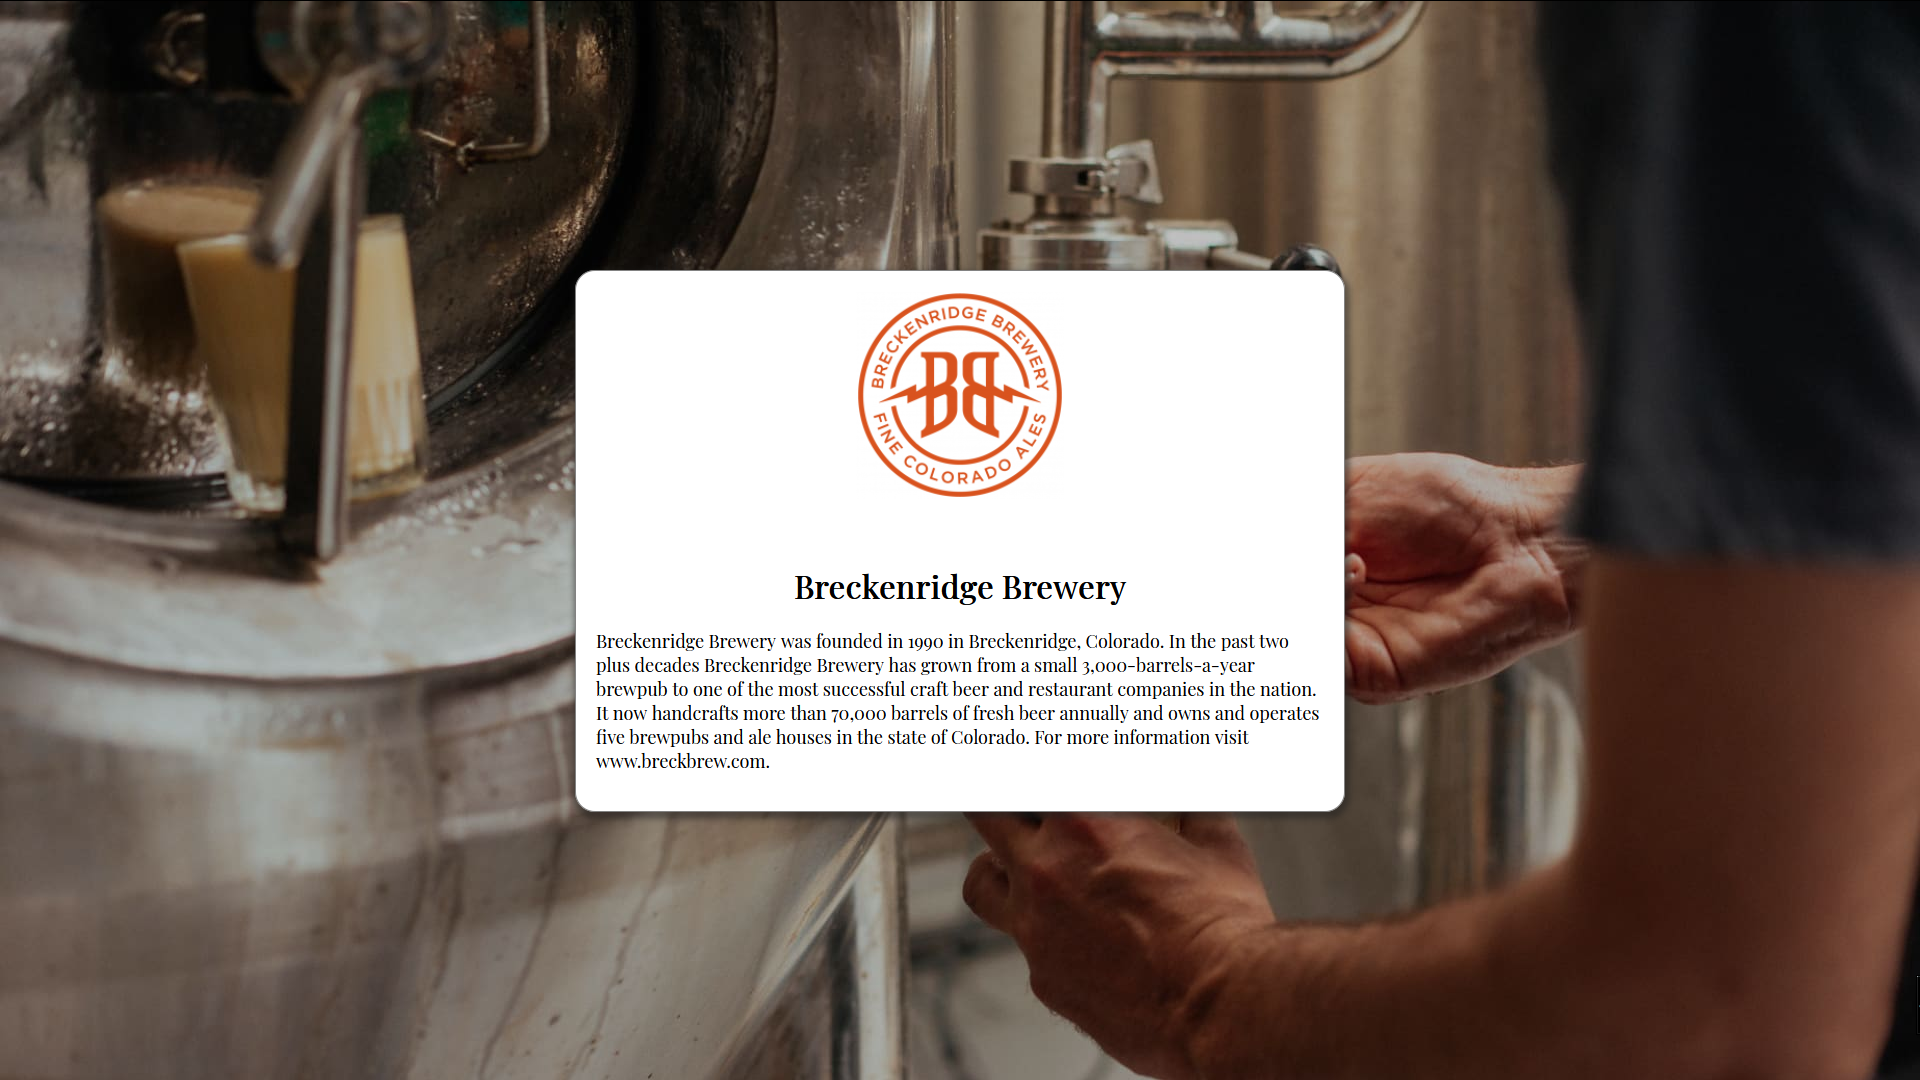 BRECKENRIDGE BREWERY
BB
FINE COLORADO ALES
Breckenridge Brewery
Breckenridge Brewery was founded in 1990 in Breckenridge, Colorado. In the past two
plus decades Breckenridge Brewery has grown from a small 3,000-barrels-a-year
brewpub to one of the most successful craft beer and restaurant companies in the nation.
It now handcrafts more than 70,000 barrels of fresh beer annually and owns and operates
five brewpubs and ale houses in the state of Colorado. For more information visit
www.breckbrew.com.